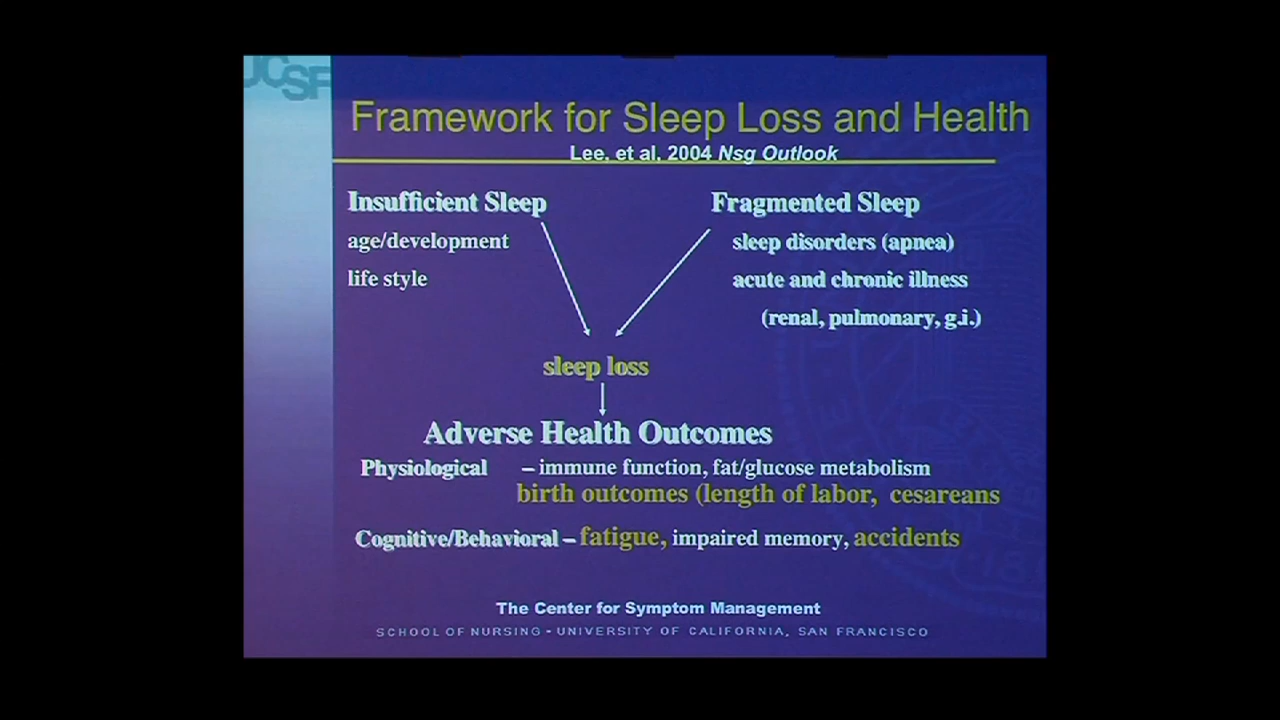 UCSF
Framework for Sleep Loss and Health
Lee, et al, 2004 Nsg Outlook
Insufficient Sleep
age/development
life style
Fragmented Sleep
sleep disorders (apnea)
acute and chronic illness
(renal, pulmonary, g.i.)
sleep loss
Adverse Health Outcomes
Physiological – immune function, fat/glucose metabolism
birth outcomes (length of labor, cesareans
Cognitive/Behavioral – fatigue, impaired memory, accidents
The Center for Symptom Management
SCHOOL OF NURSING - UNIVERSITY OF CALIFORNIA, SAN FRANCISCO